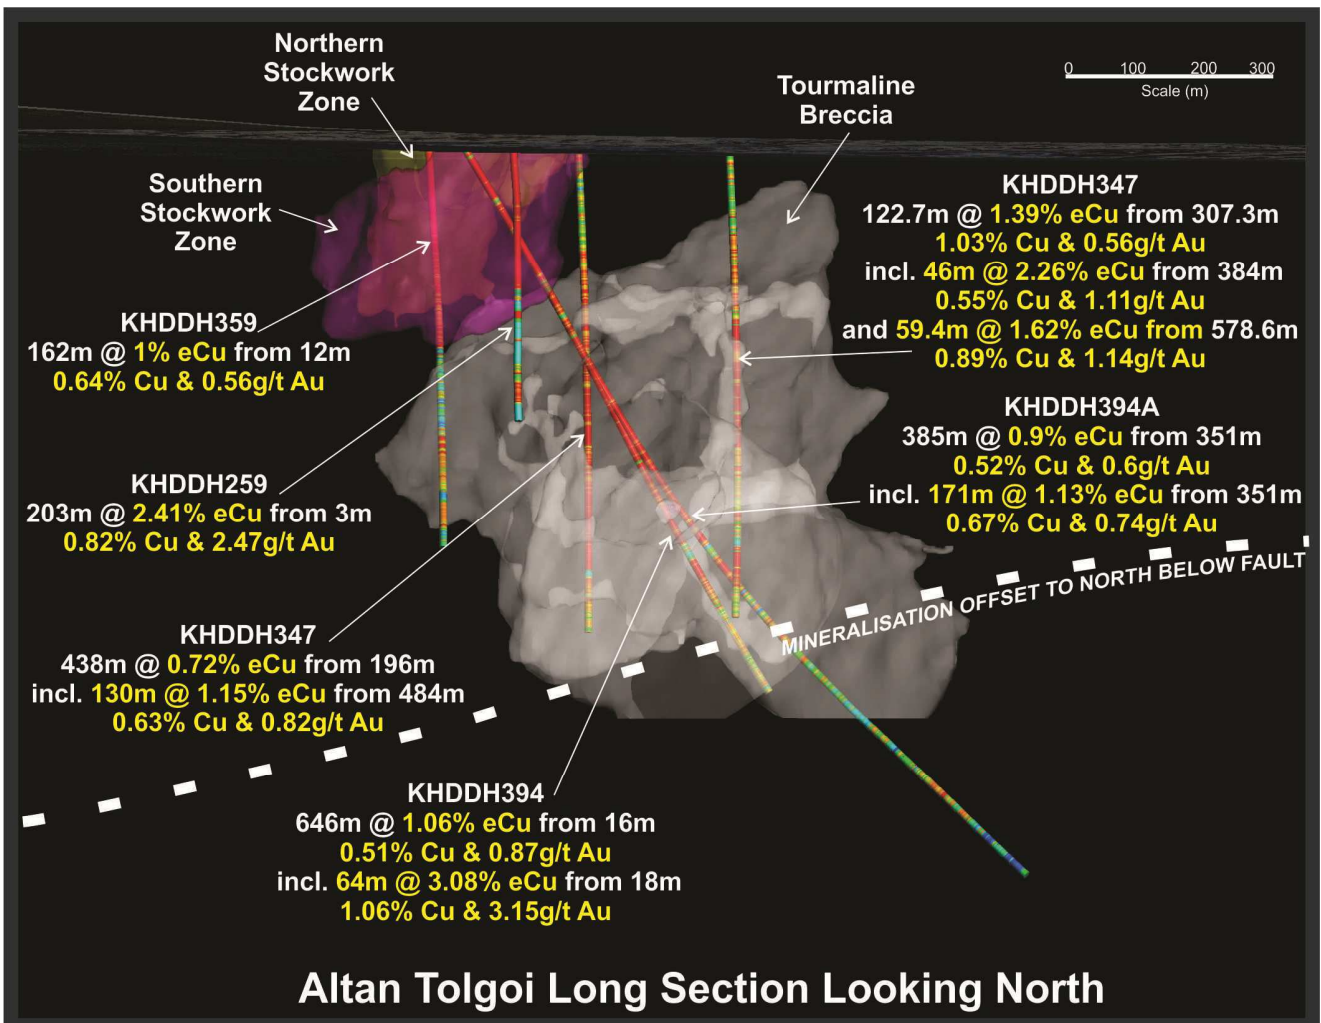 Northern
Stockwork
Zone
Tourmaline
Breccia
0 100 200 300
Scale (m)
Southern
Stockwork
Zone
KHDDH347
122.7m @ 1.39% eCu from 307.3m
1.03% Cu & 0.56g/t Au
incl. 46m @ 2.26% eCu from 384m
0.55% Cu & 1.11g/t Au
and 59.4m @ 1.62% eCu from 578.6m
0.89% Cu & 1.14g/t Au
KHDDH359
162m @ 1% eCu from 12m
0.64% Cu & 0.56g/t Au
KHDDH394A
385m @ 0.9% eCu from 351m
0.52% Cu & 0.6g/t Au
incl. 171m @ 1.13% eCu from 351m
0.67% Cu & 0.74g/t Au
KHDDH259
203m @ 2.41% eCu from 3m
0.82% Cu & 2.47g/t Au
MINERALISATION OFFSET TO NORTH BELOW FAULT
KHDDH347
438m @ 0.72% eCu from 196m
incl. 130m @ 1.15% eCu from 484m
0.63% Cu & 0.82g/t Au
KHDDH394
646m @ 1.06% eCu from 16m
0.51% Cu & 0.87g/t Au
incl. 64m @ 3.08% eCu from 18m
1.06% Cu & 3.15g/t Au
Altan Tolgoi Long Section Looking North